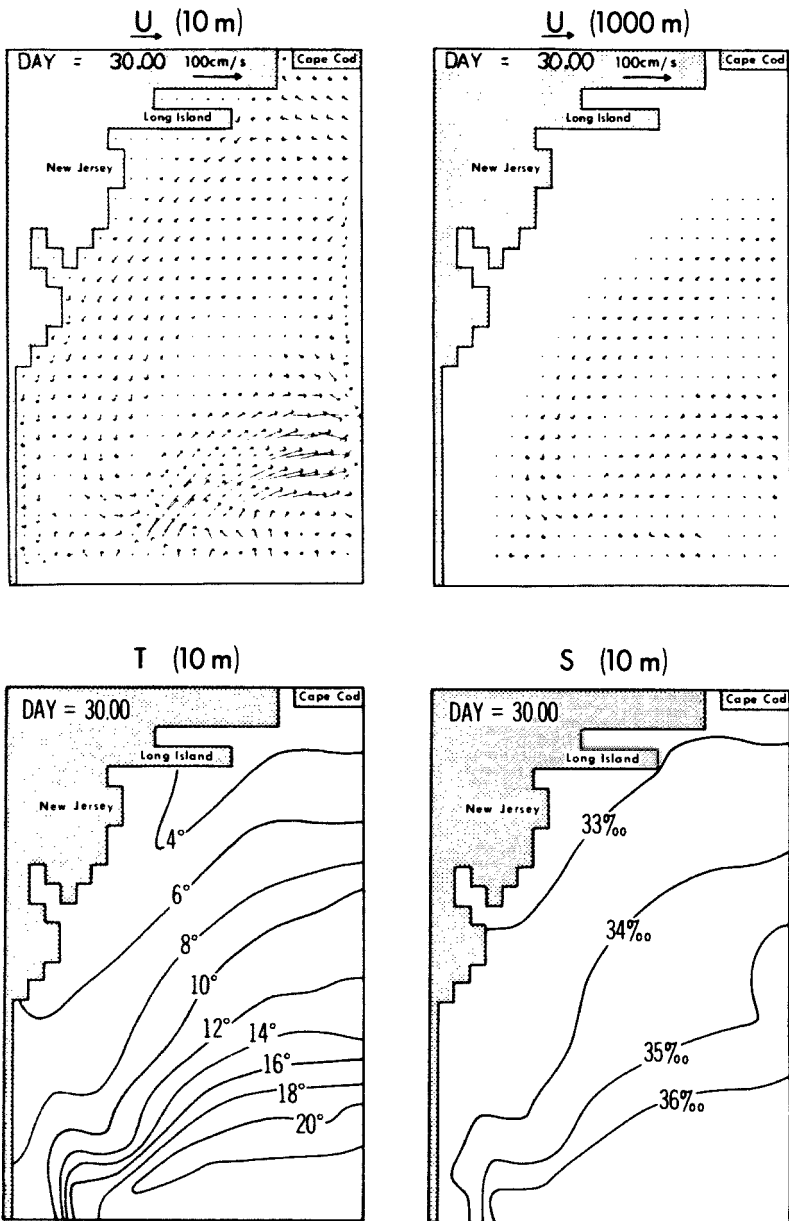 U (10 m)
DAY = 30.00 100cm/s
Cape Cod
Long Island
New Jersey
U (1000 m)
DAY = 30.00 100cm/s
Cape Cod
Long Island
New Jersey
T (10 m)
DAY = 30.00
Cape Cod
Long Island
New Jersey
4°
6°
8°
10°
12°
14°
16°
18°
20°
S (10 m)
DAY = 30.00
Cape Cod
Long Island
New Jersey
33‰
34‰
35‰
36‰